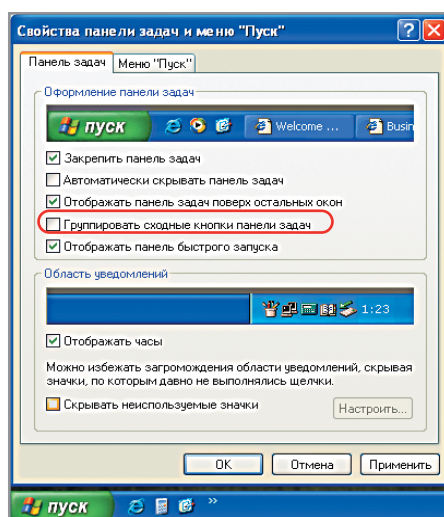 Свойства панели задач и меню "Пуск"
Панель задач Меню "Пуск"
Оформление панели задач
пуск Welcome ... Busin
Закрепить панель задач
Автоматически скрывать панель задач
Отображать панель задач поверх остальных окон
Группировать сходные кнопки панели задач
Отображать панель быстрого запуска
Область уведомлений
1:23
Отображать часы
Можно избежать загромождения области уведомлений, скрывая
значки, по которым давно не выполнялись щелчки.
Скрывать неиспользуемые значки
Настроить...
ОК Отмена Применить
пуск »